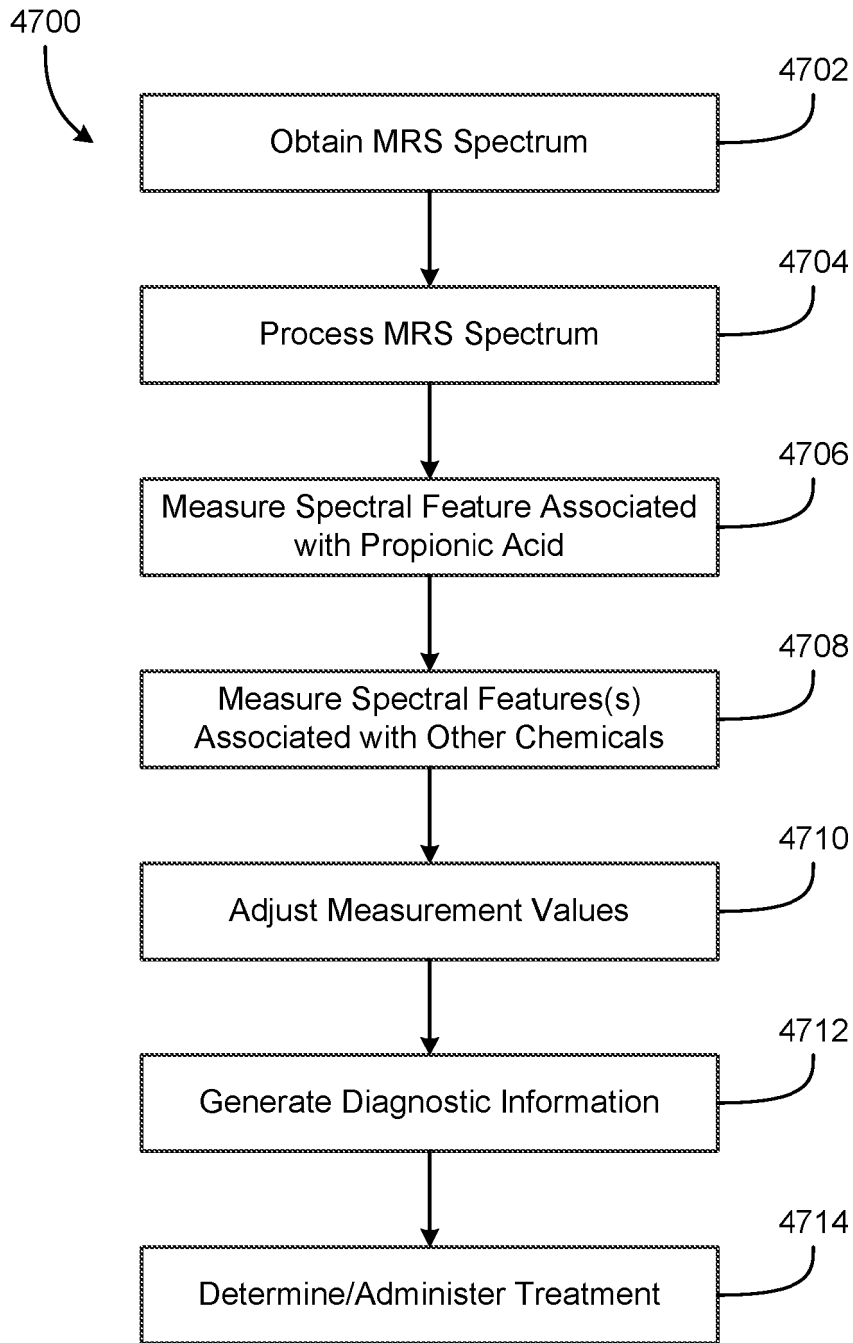 4700
4702
Obtain MRS Spectrum
4704
Process MRS Spectrum
4706
Measure Spectral Feature Associated
with Propionic Acid
4708
Measure Spectral Features(s)
Associated with Other Chemicals
4710
Adjust Measurement Values
4712
Generate Diagnostic Information
4714
Determine/Administer Treatment